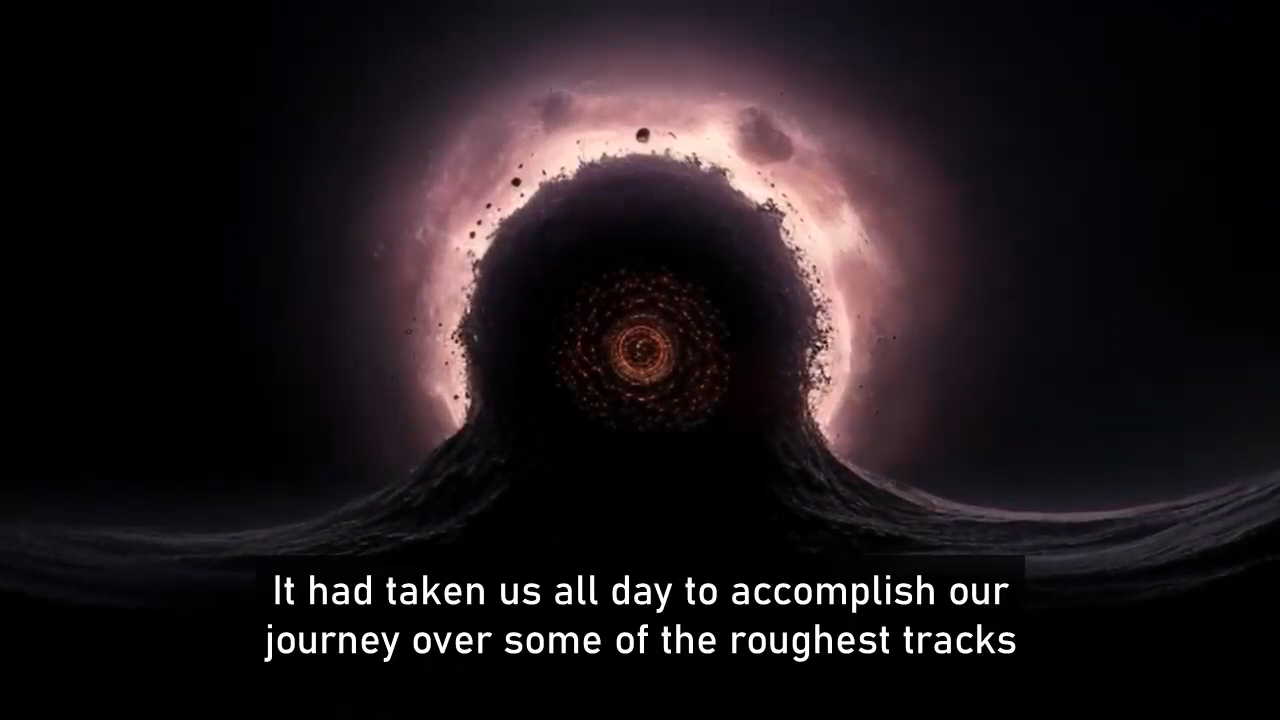 It had taken us all day to accomplish our
journey over some of the roughest tracks